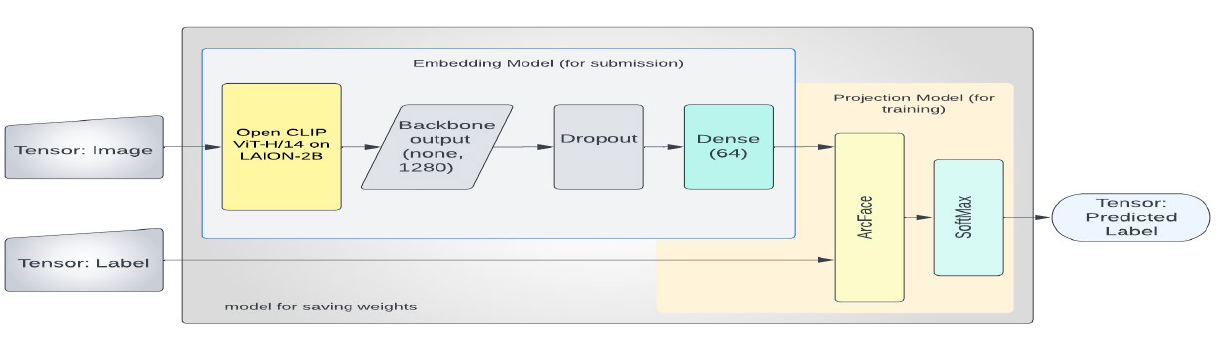 Embedding Model (for submission)
Projection Model (for
training)
Tensor: Image
Open CLIP
ViT-H/14 on
LAION-2B
Backbone
output
(none,
1280)
Dropout
Dense
(64)
ArcFace
SoftMax
Tensor:
Predicted
Label
Tensor: Label
model for saving weights